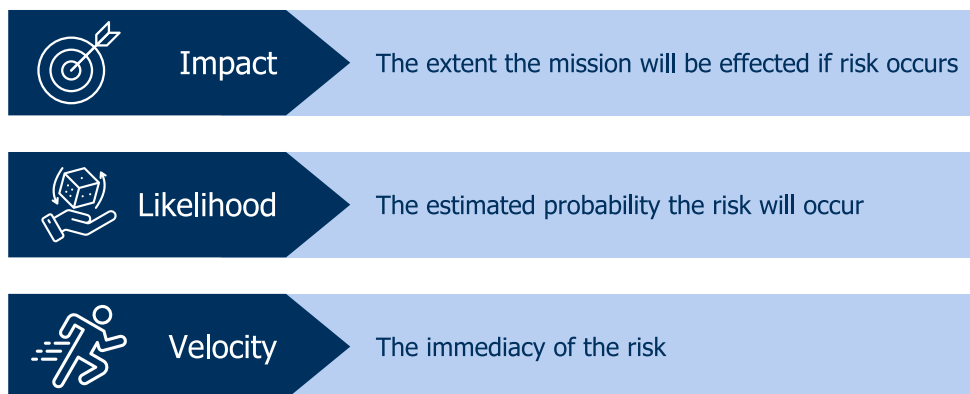 Impact
The extent the mission will be effected if risk occurs
Likelihood
The estimated probability the risk will occur
Velocity
The immediacy of the risk